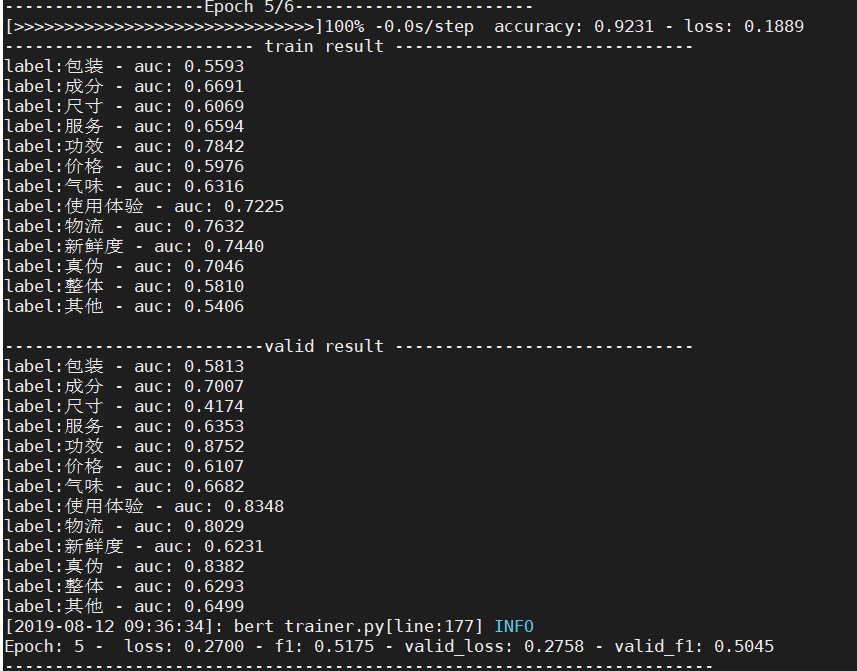 --------------------Epoch 5/6------------------------
[>>>>>>>>>>>>>>>>>>>>>>>>>>>>>>>]100% -0.0s/step  accuracy: 0.9231 - loss: 0.1889
------------------------- train result ------------------------------
label:包装 - auc: 0.5593
label:成分 - auc: 0.6691
label:尺寸 - auc: 0.6069
label:服务 - auc: 0.6594
label:功效 - auc: 0.7842
label:价格 - auc: 0.5976
label:气味 - auc: 0.6316
label:使用体验 - auc: 0.7225
label:物流 - auc: 0.7632
label:新鲜度 - auc: 0.7440
label:真伪 - auc: 0.7046
label:整体 - auc: 0.5810
label:其他 - auc: 0.5406
--------------------------valid result ------------------------------
label:包装 - auc: 0.5813
label:成分 - auc: 0.7007
label:尺寸 - auc: 0.4174
label:服务 - auc: 0.6353
label:功效 - auc: 0.8752
label:价格 - auc: 0.6107
label:气味 - auc: 0.6682
label:使用体验 - auc: 0.8348
label:物流 - auc: 0.8029
label:新鲜度 - auc: 0.6231
label:真伪 - auc: 0.8382
label:整体 - auc: 0.6293
label:其他 - auc: 0.6499
[2019-08-12 09:36:34]: bert trainer.py[line:177] INFO
Epoch: 5 -  loss: 0.2700 - f1: 0.5175 - valid_loss: 0.2758 - valid_f1: 0.5045
-----------------------------------------------------------------------